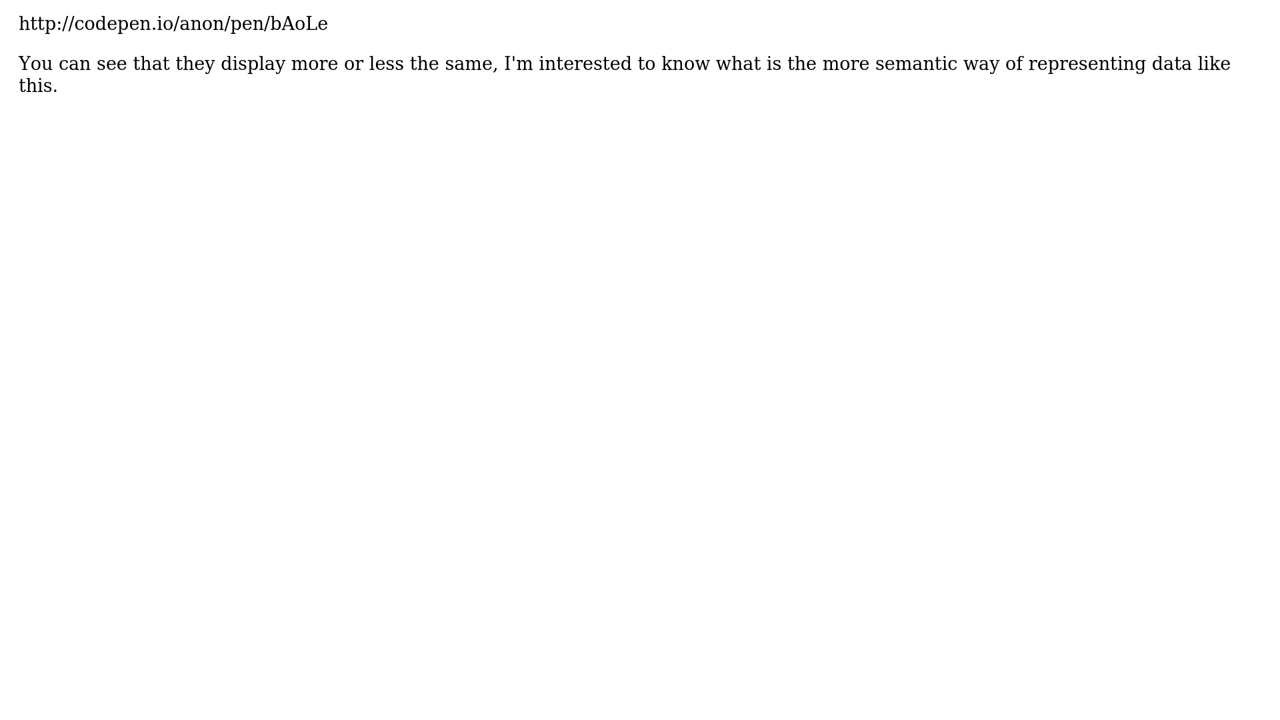 http://codepen.io/anon/pen/bAoLe
You can see that they display more or less the same, I'm interested to know what is the more semantic way of representing data like
this.